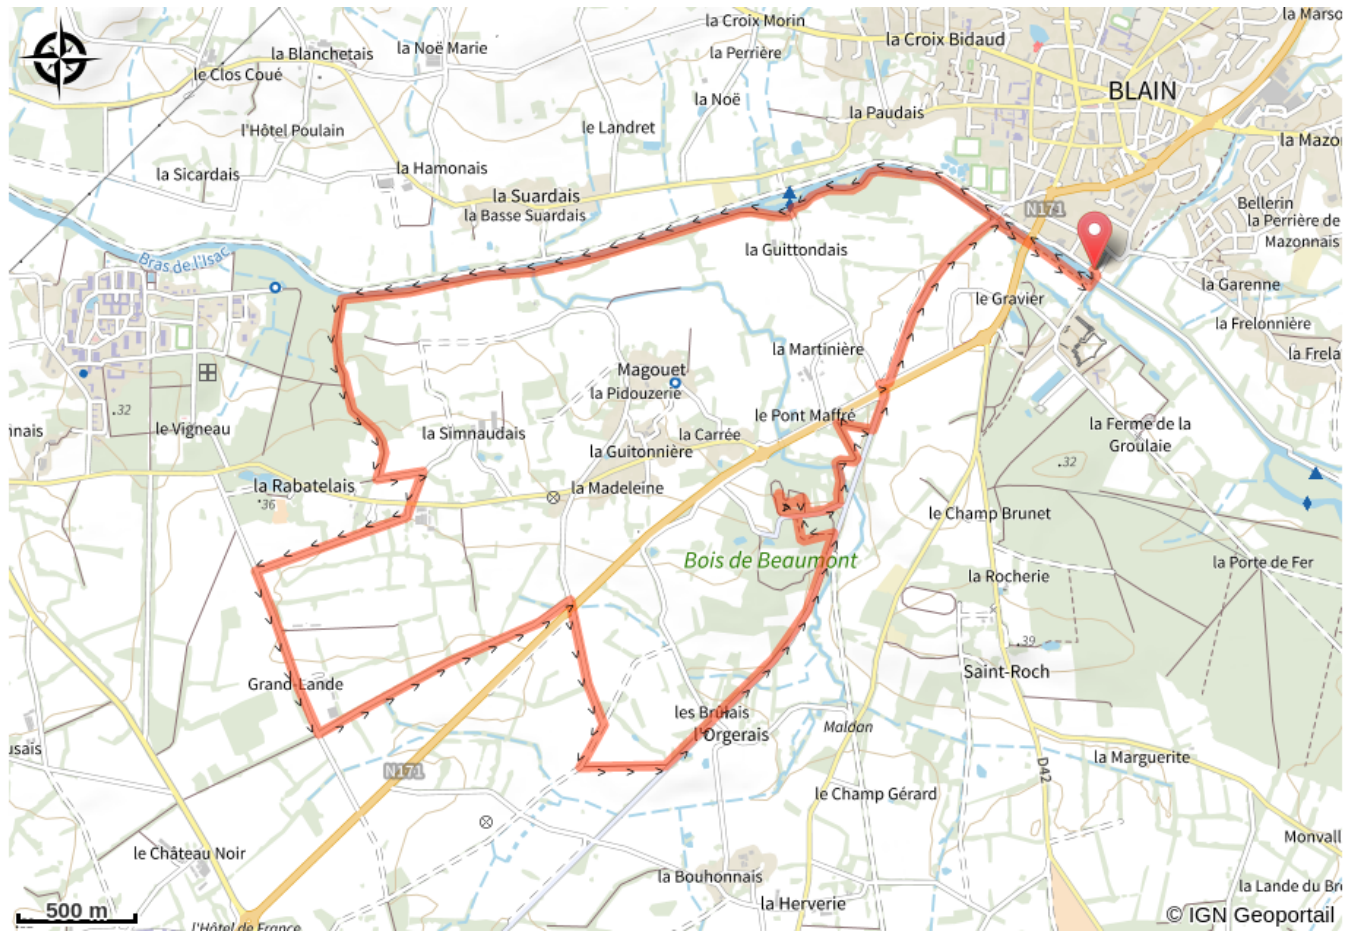 la Croix Morin
la Marso
la Croix Bidaud
la Blanchetais
la Noë Marie
la Perrière
le Clos Coué
BLAIN
la Noë
la Paudais
l'Hôtel Poulain
le Landret
la Mazo
la Hamonais
la Sicardais
la Suardais
la Basse Suardais
N171
Bellerin
la Perrière de
Mazonnais
la Guittondais
Bras de l'Isac
la Garenne
le Gravier
la Frelonnière
la Martinière
la Frela
Magouet
la Pidouzerie
32
le Pont Maffré
nnais
le Vigneau
la Simnaudais
la Carrée
la Ferme de la
Groulaie
la Guitonnière
32
la Rabatelais
la Madeleine
36
le Champ Brunet
Bois de Beaumont
la Porte de Fer
la Rocherie
39
Saint-Roch
Grand-Lande
les Brûlais
l'Orgerais
Maldan
usais
la Marguerite
N171
D42
le Champ Gérard
Monvall
le Château Noir
la Bouhonnais
la Lande du Bre
la Herverie
500 m
© IGN Geoportail
l'Hôtel de France